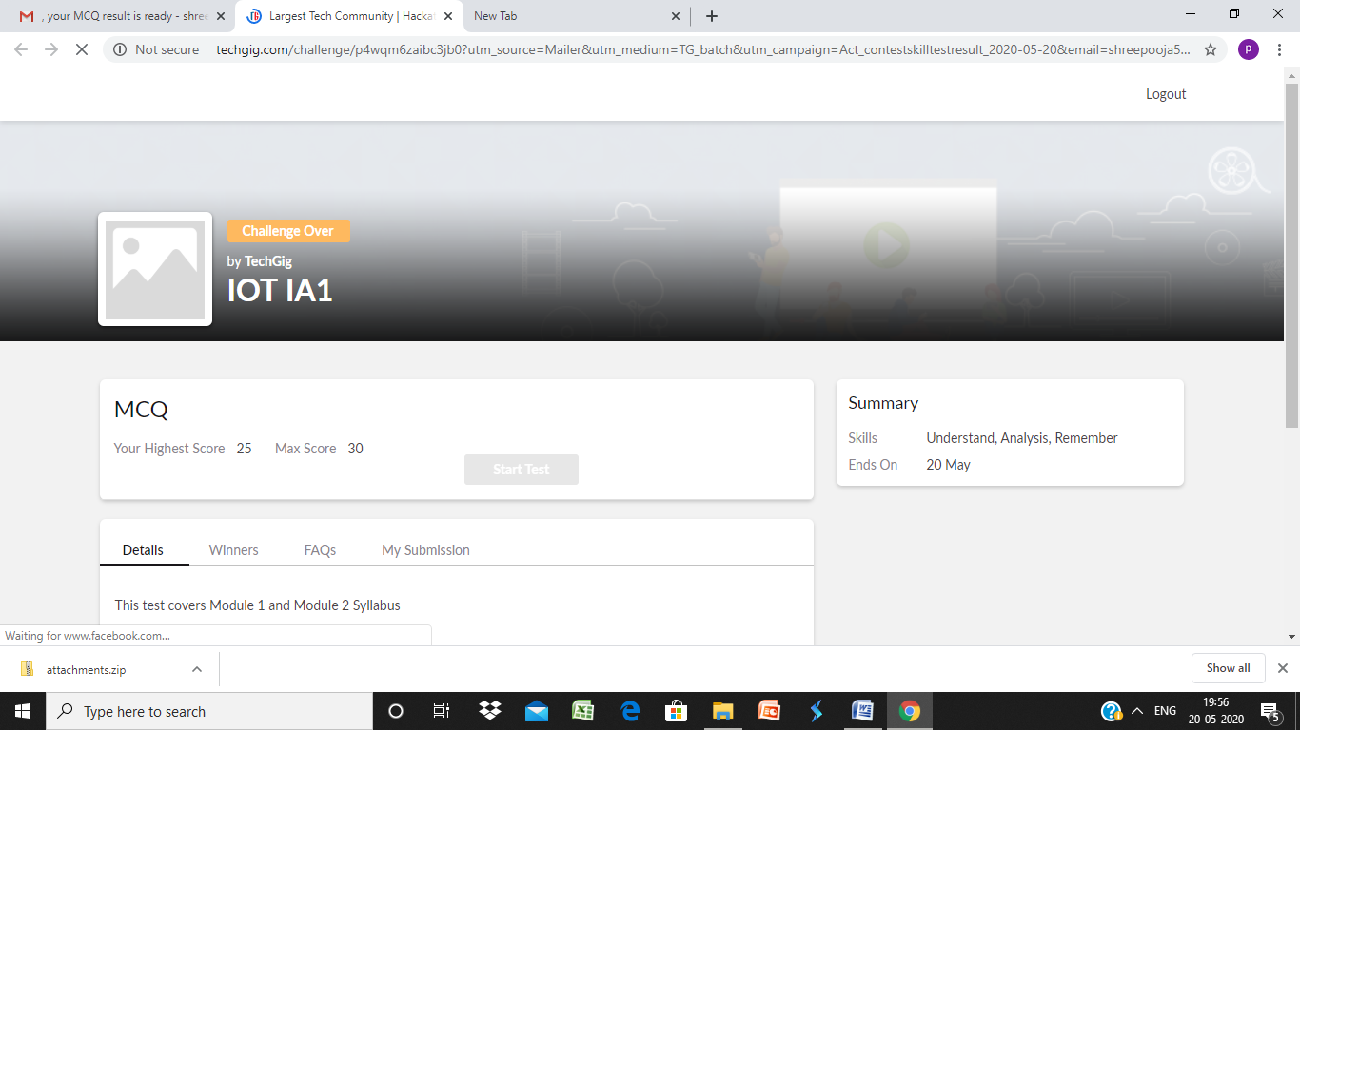 , your MCQ result is ready - shree
Largest Tech Community | Hacka
New Tab
Not secure
techgig.com/challenge/p4wqm6zaibc3jb0?utm_source=Mailer&utm_medium=TG_batch&utm_campaign=Act_contestskilltestresult_2020-05-20&email=shreepooja5...
P
Logout
Challenge Over
by TechGig
IOT IA1
MCQ
Your Highest Score 25 Max Score 30
Start Test
Summary
Skills Understand, Analysis, Remember
Ends On 20 May
Details Winners FAQs My Submission
This test covers Module 1 and Module 2 Syllabus
Waiting for www.facebook.com...
attachments.zip
Show all
Type here to search
ENG
19:56
20-05-2020
5